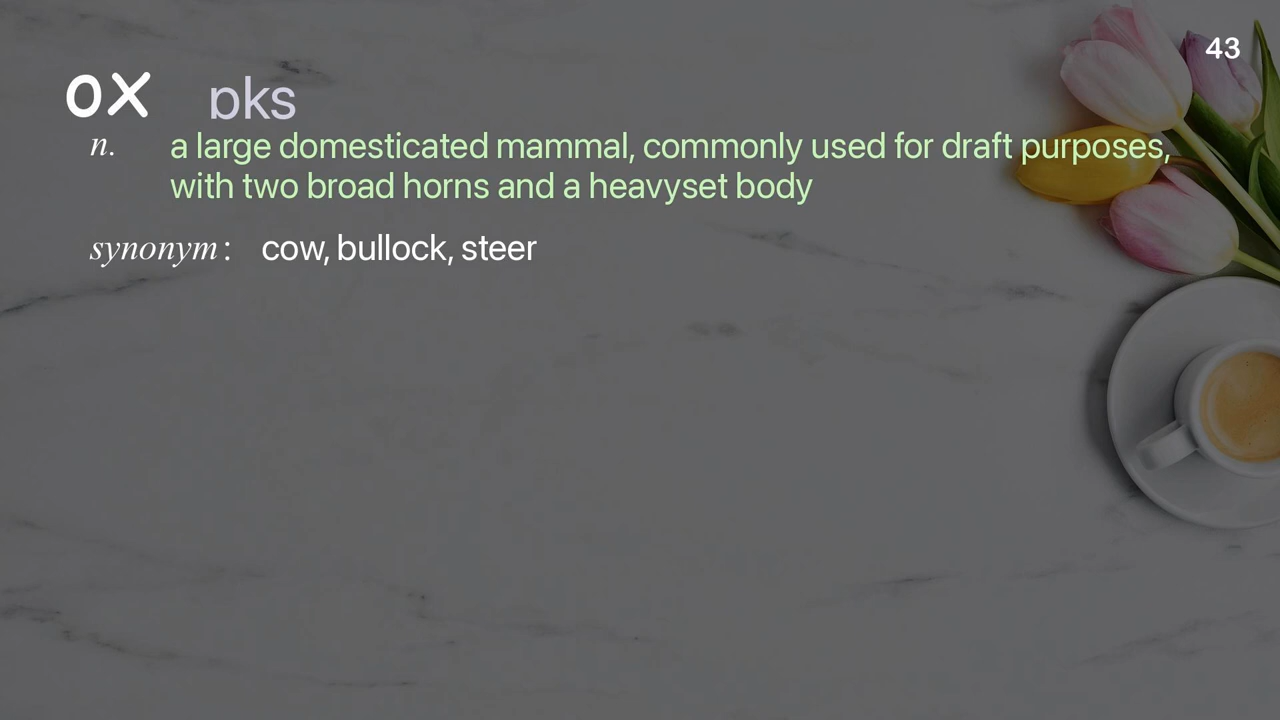 43
ox ɒks
n. a large domesticated mammal, commonly used for draft purposes,
with two broad horns and a heavyset body
synonym : cow, bullock, steer